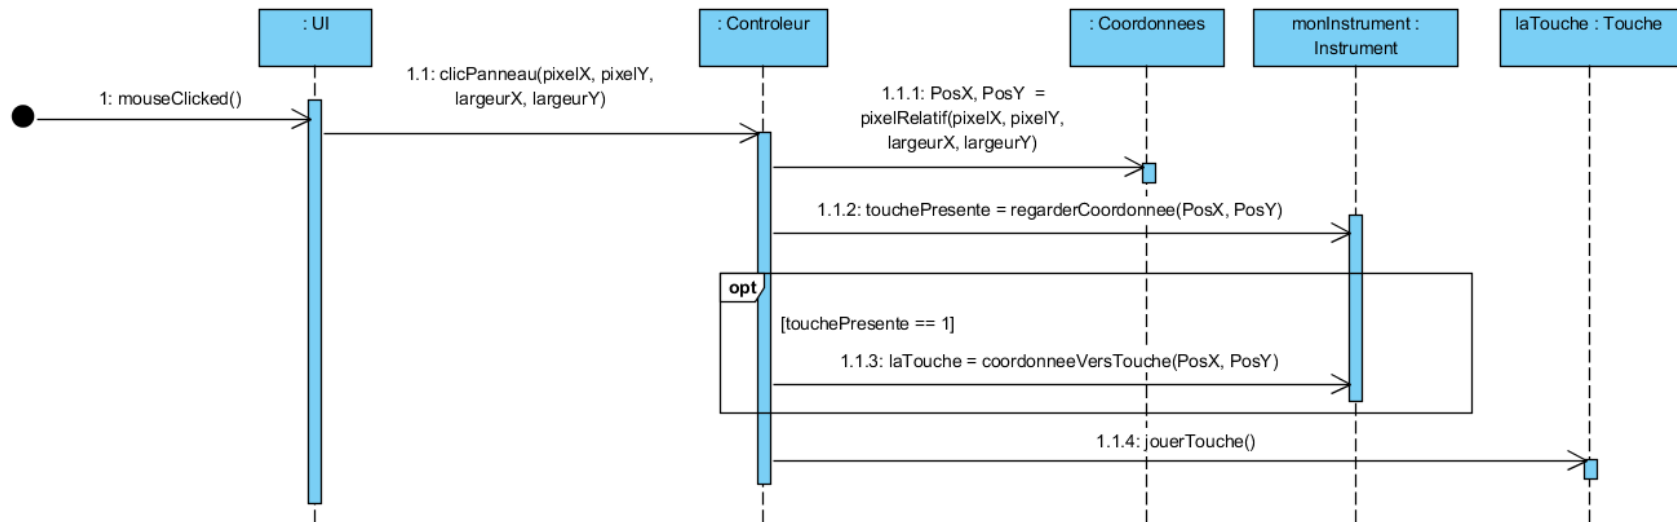 : UI
: Controleur
: Coordonnees
monInstrument :
Instrument
laTouche : Touche
1: mouseClicked()
1.1: clicPanneau(pixelX, pixelY,
largeurX, largeurY)
1.1.1: PosX, PosY =
pixelRelatif(pixelX, pixelY,
largeurX, largeurY)
1.1.2: touchePresente = regarderCoordonnee(PosX, PosY)
opt
[touchePresente == 1]
1.1.3: laTouche = coordonneeVersTouche(PosX, PosY)
1.1.4: jouerTouche()